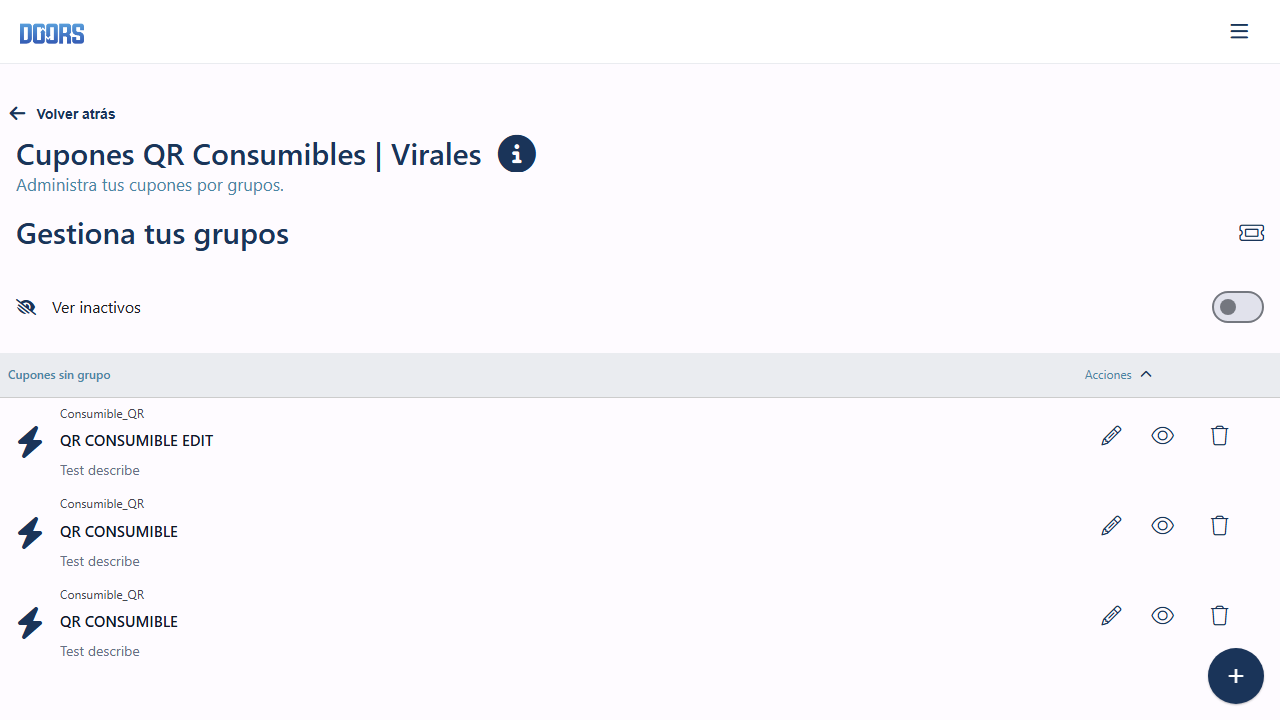 DOORS
Volver atrás
Cupones QR Consumibles | Virales
Administra tus cupones por grupos.
Gestiona tus grupos
Ver inactivos
Cupones sin grupo
Acciones
Consumible_QR
QR CONSUMIBLE EDIT
Test describe
Consumible_QR
QR CONSUMIBLE
Test describe
Consumible_QR
QR CONSUMIBLE
Test describe